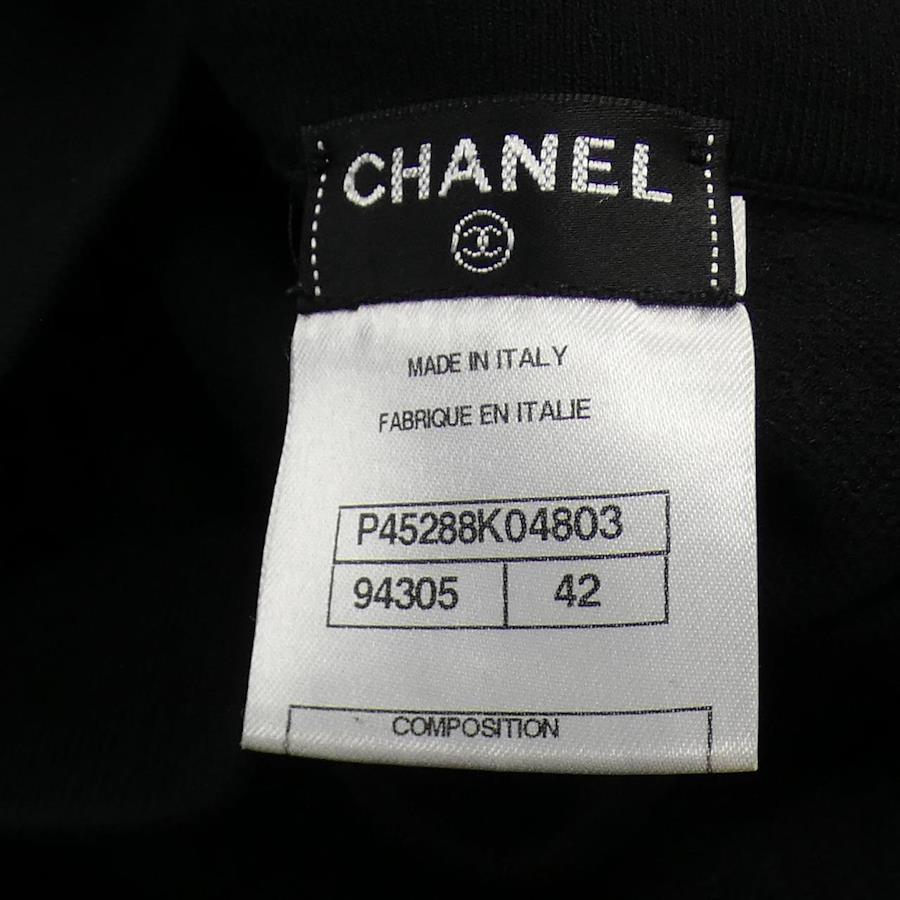 CHANEL
MADE IN ITALY
FABRIQUE EN ITALIE
P45288K04803
94305 42
COMPOSITION